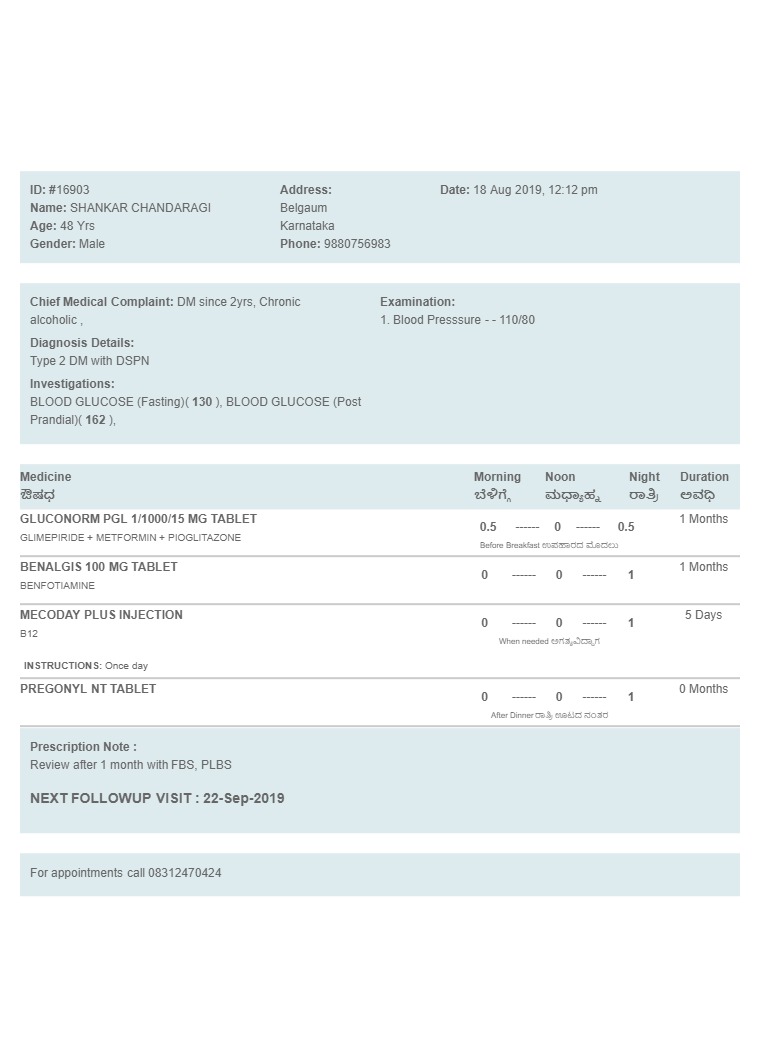 ID: #16903
Name: SHANKAR CHANDARAGI
Age: 48 Yrs
Gender: Male
Address:
Belgaum
Karnataka
Phone: 9880756983
Date: 18 Aug 2019, 12:12 pm
Chief Medical Complaint: DM since 2yrs, Chronic
alcoholic ,
Diagnosis Details:
Type 2 DM with DSPN
Investigations:
BLOOD GLUCOSE (Fasting)( 130 ), BLOOD GLUCOSE (Post
Prandial)( 162 ),
Examination:
1. Blood Presssure - - 110/80
Medicine Morning Noon Night Duration
ಔಷಧ ಬೆಳಿಗ್ಗೆ ಮಧ್ಯಾಹ್ನ ರಾತ್ರಿ ಅವಧಿ
GLUCONORM PGL 1/1000/15 MG TABLET 0.5 ------ 0 ------ 0.5 1 Months
GLIMEPIRIDE + METFORMIN + PIOGLITAZONE
Before Breakfast ಉಪಹಾರದ ಮೊದಲು
BENALGIS 100 MG TABLET 0 ------ 0 ------ 1 1 Months
BENFOTIAMINE
MECODAY PLUS INJECTION 0 ------ 0 ------ 1 5 Days
B12
When needed
INSTRUCTIONS: Once day
PREGONYL NT TABLET 0 ------ 0 ------ 1 0 Months
After Dinner ರಾತ್ರಿ ಊಟದ ನಂತರ
Prescription Note :
Review after 1 month with FBS, PLBS
NEXT FOLLOWUP VISIT : 22-Sep-2019
For appointments call 08312470424